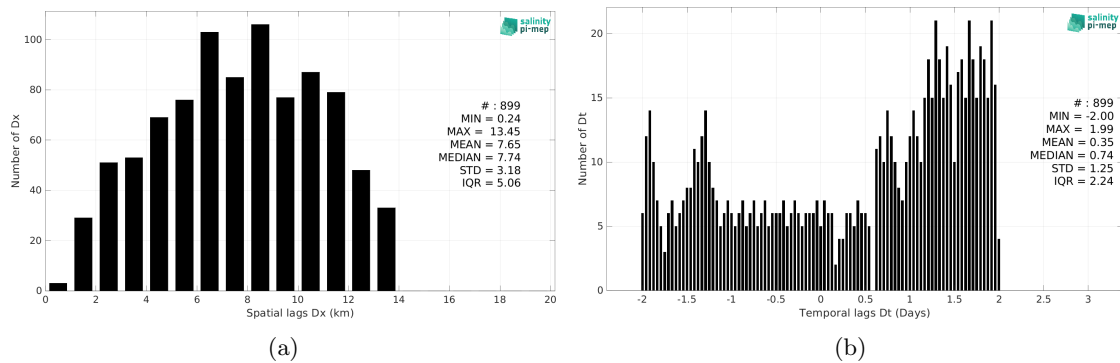 salinity
pi-mep
100
80
60
40
20
0
Number of Dx
# : 899
MIN = 0.24
MAX = 13.45
MEAN = 7.65
MEDIAN = 7.74
STD = 3.18
IQR = 5.06
0 2 4 6 8 10 12 14 16 18 20
Spatial lags Dx (km)
(a)
salinity
pi-mep
20
15
10
5
0
Number of Dt
# : 899
MIN = -2.00
MAX = 1.99
MEAN = 0.35
MEDIAN = 0.74
STD = 1.25
IQR = 2.24
-2 -1.5 -1 -0.5 0 0.5 1 1.5 2 2.5 3
Temporal lags Dt (Days)
(b)